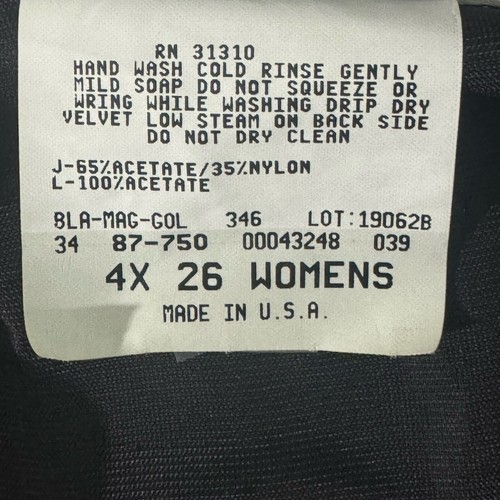 RN 31310
HAND WASH COLD RINSE GENTLY
MILD SOAP DO NOT SQUEEZE OR
WRING WHILE WASHING DRIP DRY
VELVET LOW STEAM ON BACK SIDE
DO NOT DRY CLEAN
J-65%ACETATE/35%NYLON
L-100%ACETATE
BLA-MAG-GOL 346 LOT:19062B
34 87-750 00043248 039
4X 26 WOMENS
MADE IN U.S.A.